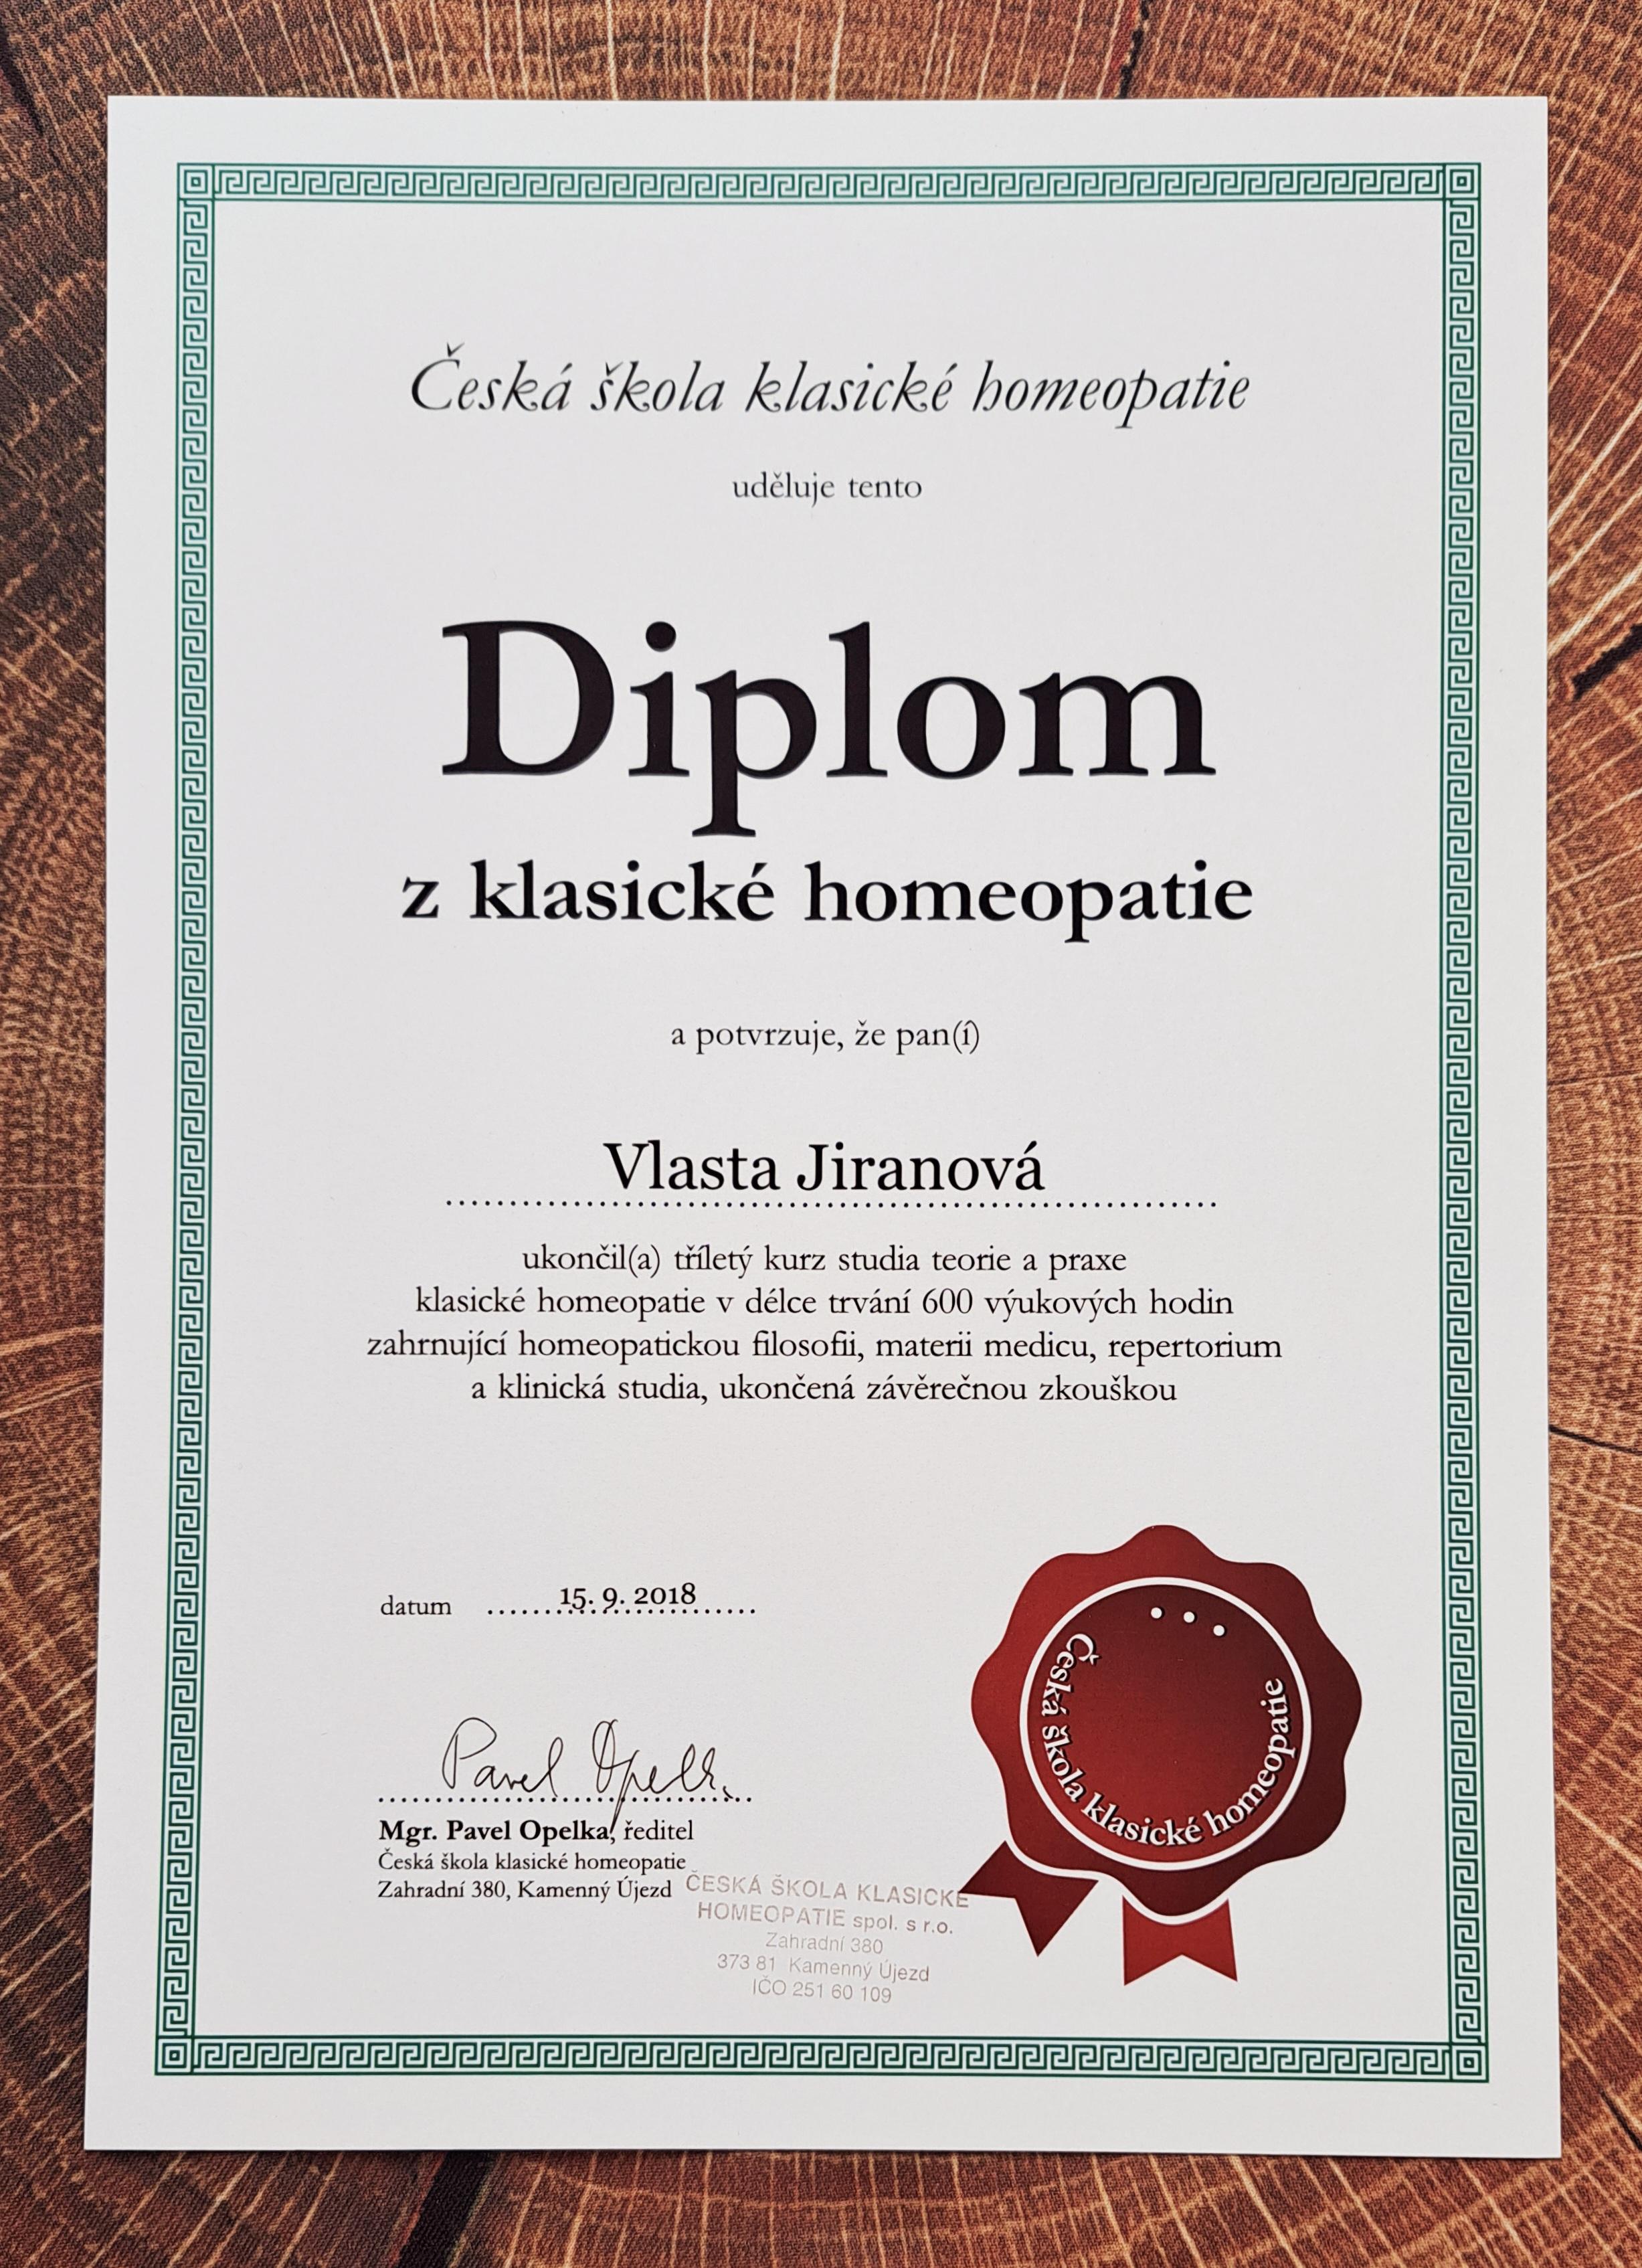 Česká škola klasické homeopatie
uděluje tento
Diplom
z klasické homeopatie
a potvrzuje, že pan(í)
Vlasta Jiranová
ukončil(a) tříletý kurz studia teorie a praxe
klasické homeopatie v délce trvání 600 výukových hodin
zahrnující homeopatickou filosofii, materii medicu, repertorium
a klinická studia, ukončená závěrečnou zkouškou
datum 15. 9. 2018
Pavel Opelka
Mgr. Pavel Opelka, ředitel
Česká škola klasické homeopatie
Zahradní 380, Kamenný Újezd
ČESKÁ ŠKOLA KLASICKÉ
HOMEOPATIE spol. s r.o.
Zahradní 380
373 81 Kamenný Újezd
IČO 251 60 109
Česká škola klasické homeopatie